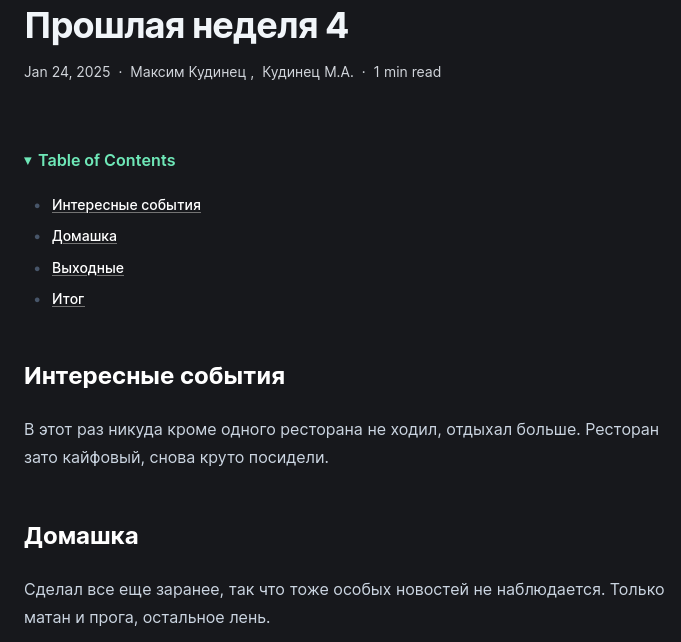 Прошлая неделя 4
Jan 24, 2025 · Максим Кудинец , Кудинец М.А. · 1 min read
▾ Table of Contents
• Интересные события
• Домашка
• Выходные
• Итог
Интересные события
В этот раз никуда кроме одного ресторана не ходил, отдыхал больше. Ресторан
зато кайфовый, снова круто посидели.
Домашка
Сделал все еще заранее, так что тоже особых новостей не наблюдается. Только
матан и прога, остальное лень.